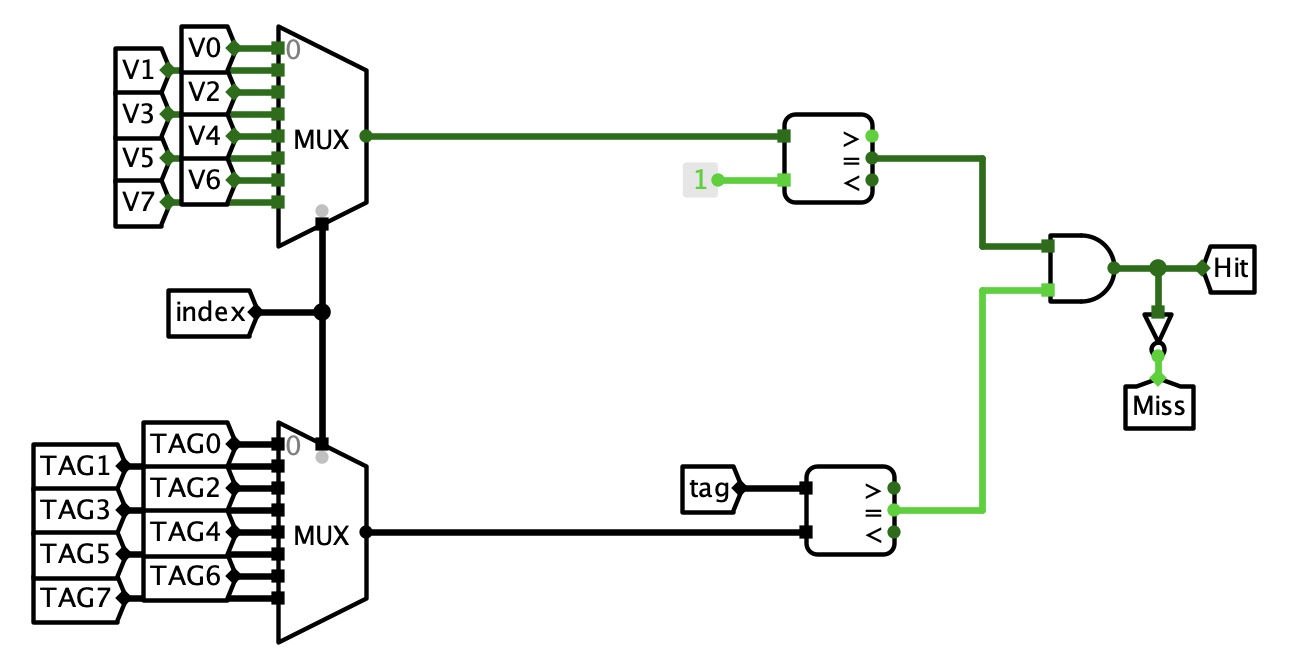 V0
V1
V2
V3
V4
V5
V6
V7
0
MUX
>
=
<
1
Hit
index
Miss
TAG0
TAG1
TAG2
TAG3
TAG4
TAG5
TAG6
TAG7
0
MUX
tag
>
=
<